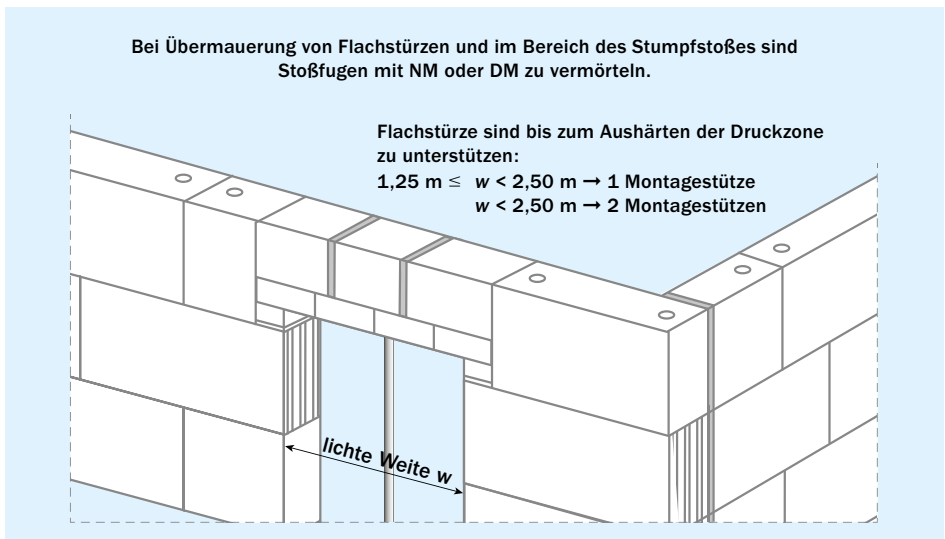 Bei Übermauerung von Flachstürzen und im Bereich des Stumpfstoßes sind
Stoßfugen mit NM oder DM zu vermörteln.
Flachstürze sind bis zum Aushärten der Druckzone
zu unterstützen:
1,25 m ≤ w < 2,50 m → 1 Montagestütze
w < 2,50 m → 2 Montagestützen
lichte Weite w